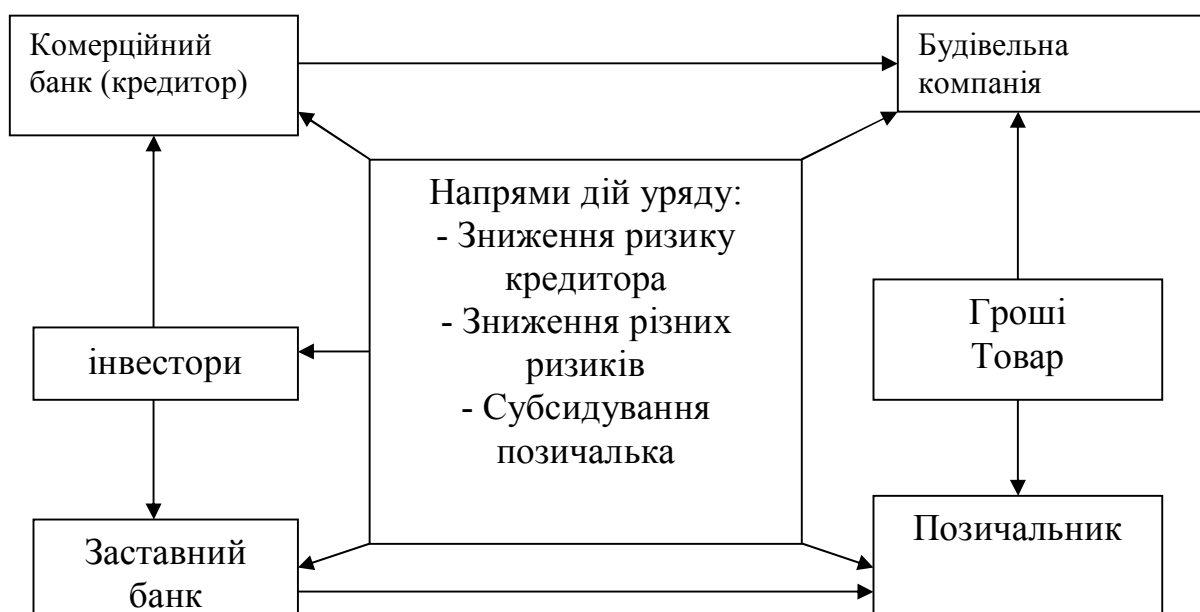 Комерційний
банк (кредитор)
Будівельна
компанія
Напрями дій уряду:
- Зниження ризику
кредитора
- Зниження різних
ризиків
- Субсидування
позичалька
інвестори
Гроші
Товар
Заставний
банк
Позичальник